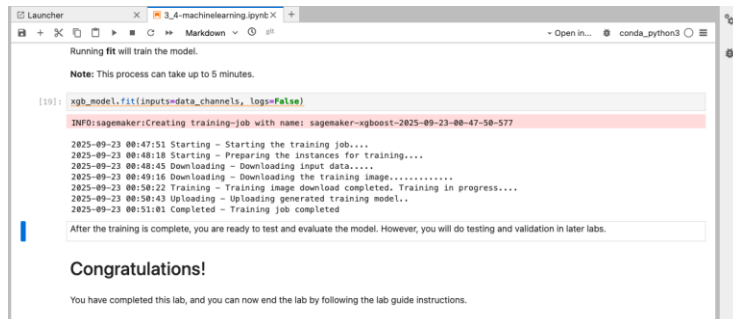 Launcher
3_4-machinelearning.ipynb
Markdown
git
Open in...
conda_python3
Running fit will train the model.
Note: This process can take up to 5 minutes.
[19]: xgb_model.fit(inputs=data_channels, logs=False)
INFO:sagemaker:Creating training-job with name: sagemaker-xgboost-2025-09-23-00-47-50-577
2025-09-23 00:47:51 Starting - Starting the training job....
2025-09-23 00:48:18 Starting - Preparing the instances for training....
2025-09-23 00:48:45 Downloading - Downloading input data.....
2025-09-23 00:49:16 Downloading - Downloading the training image.............
2025-09-23 00:50:22 Training - Training image download completed. Training in progress....
2025-09-23 00:50:43 Uploading - Uploading generated training model..
2025-09-23 00:51:01 Completed - Training job completed
After the training is complete, you are ready to test and evaluate the model. However, you will do testing and validation in later labs.
Congratulations!
You have completed this lab, and you can now end the lab by following the lab guide instructions.